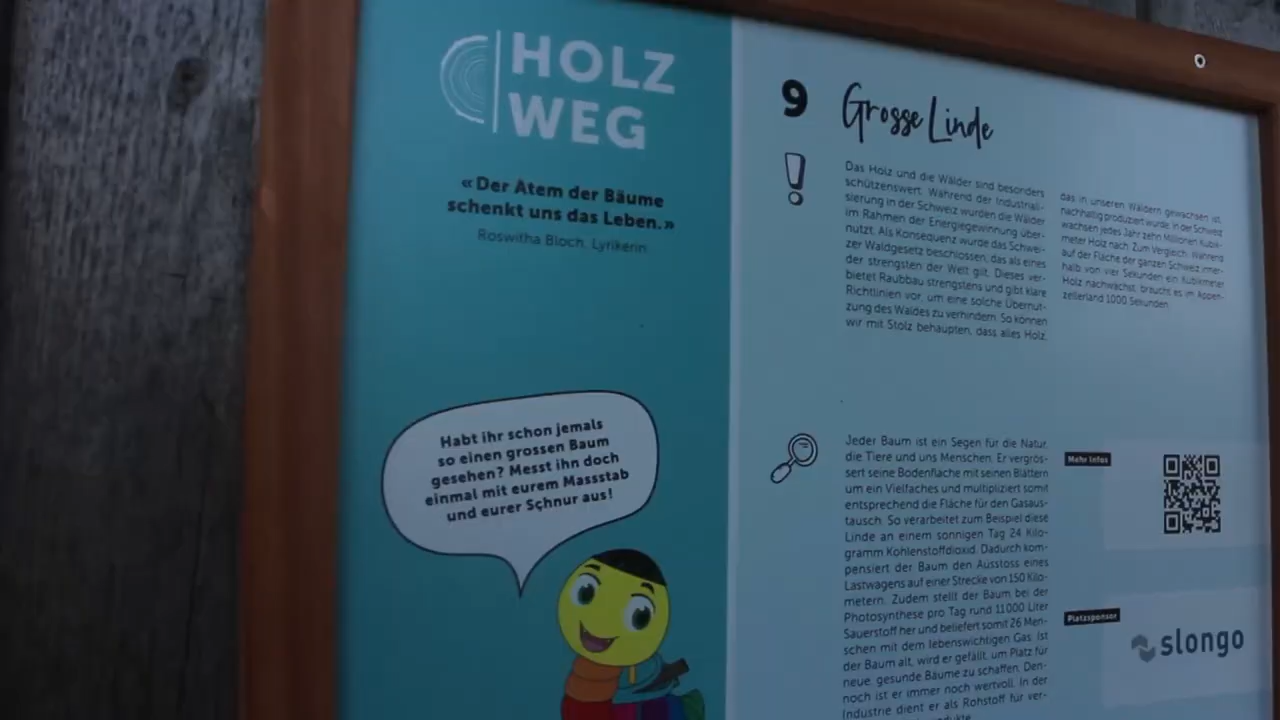 HOLZ
WEG
«Der Atem der Bäume
schenkt uns das Leben.»
Roswitha Bloch, Lyrikerin
Habt ihr schon jemals
so einen grossen Baum
gesehen? Messt ihn doch
einmal mit eurem Massstab
und eurer Schnur aus!
9
Grosse Linde
!
Das Holz und die Wälder sind besonders
schützenswert. Während der Industriali-
sierung in der Schweiz wurden die Wälder
im Rahmen der Energiegewinnung über-
nutzt. Als Konsequenz wurde das Schwei-
zer Waldgesetz beschlossen, das als eines
der strengsten der Welt gilt. Dieses ver-
bietet Raubbau strengstens und gibt klare
Richtlinien vor, um eine solche Übernut-
zung des Waldes zu verhindern. So können
wir mit Stolz behaupten, dass alles Holz,
das in unseren Wäldern gewachsen ist,
nachhaltig produziert wurde. In der Schweiz
wachsen jedes Jahr zehn Millionen Kubik-
meter Holz nach. Zum Vergleich: Während
auf der Fläche der ganzen Schweiz inner-
halb von vier Sekunden ein Kubikmeter
Holz nachwächst, braucht es im Appen-
zellerland 1000 Sekunden.
Jeder Baum ist ein Segen für die Natur,
die Tiere und uns Menschen. Er vergrös-
sert seine Bodenfläche mit seinen Blättern
um ein Vielfaches und multipliziert somit
entsprechend die Fläche für den Gasaus-
tausch. So verarbeitet zum Beispiel diese
Linde an einem sonnigen Tag 24 Kilo-
gramm Kohlenstoffdioxid. Dadurch kom-
pensiert der Baum den Ausstoss eines
Lastwagens auf einer Strecke von 150 Kilo-
metern. Zudem stellt der Baum bei der
Photosynthese pro Tag rund 11000 Liter
Sauerstoff her und beliefert somit 26 Men-
schen mit dem lebenswichtigen Gas. Ist
der Baum alt, wird er gefällt, um Platz für
neue, gesunde Bäume zu schaffen. Den-
noch ist er immer noch wertvoll. In der
Industrie dient er als Rohstoff für ver-
Mehr Infos
Platzsponsor
slongo